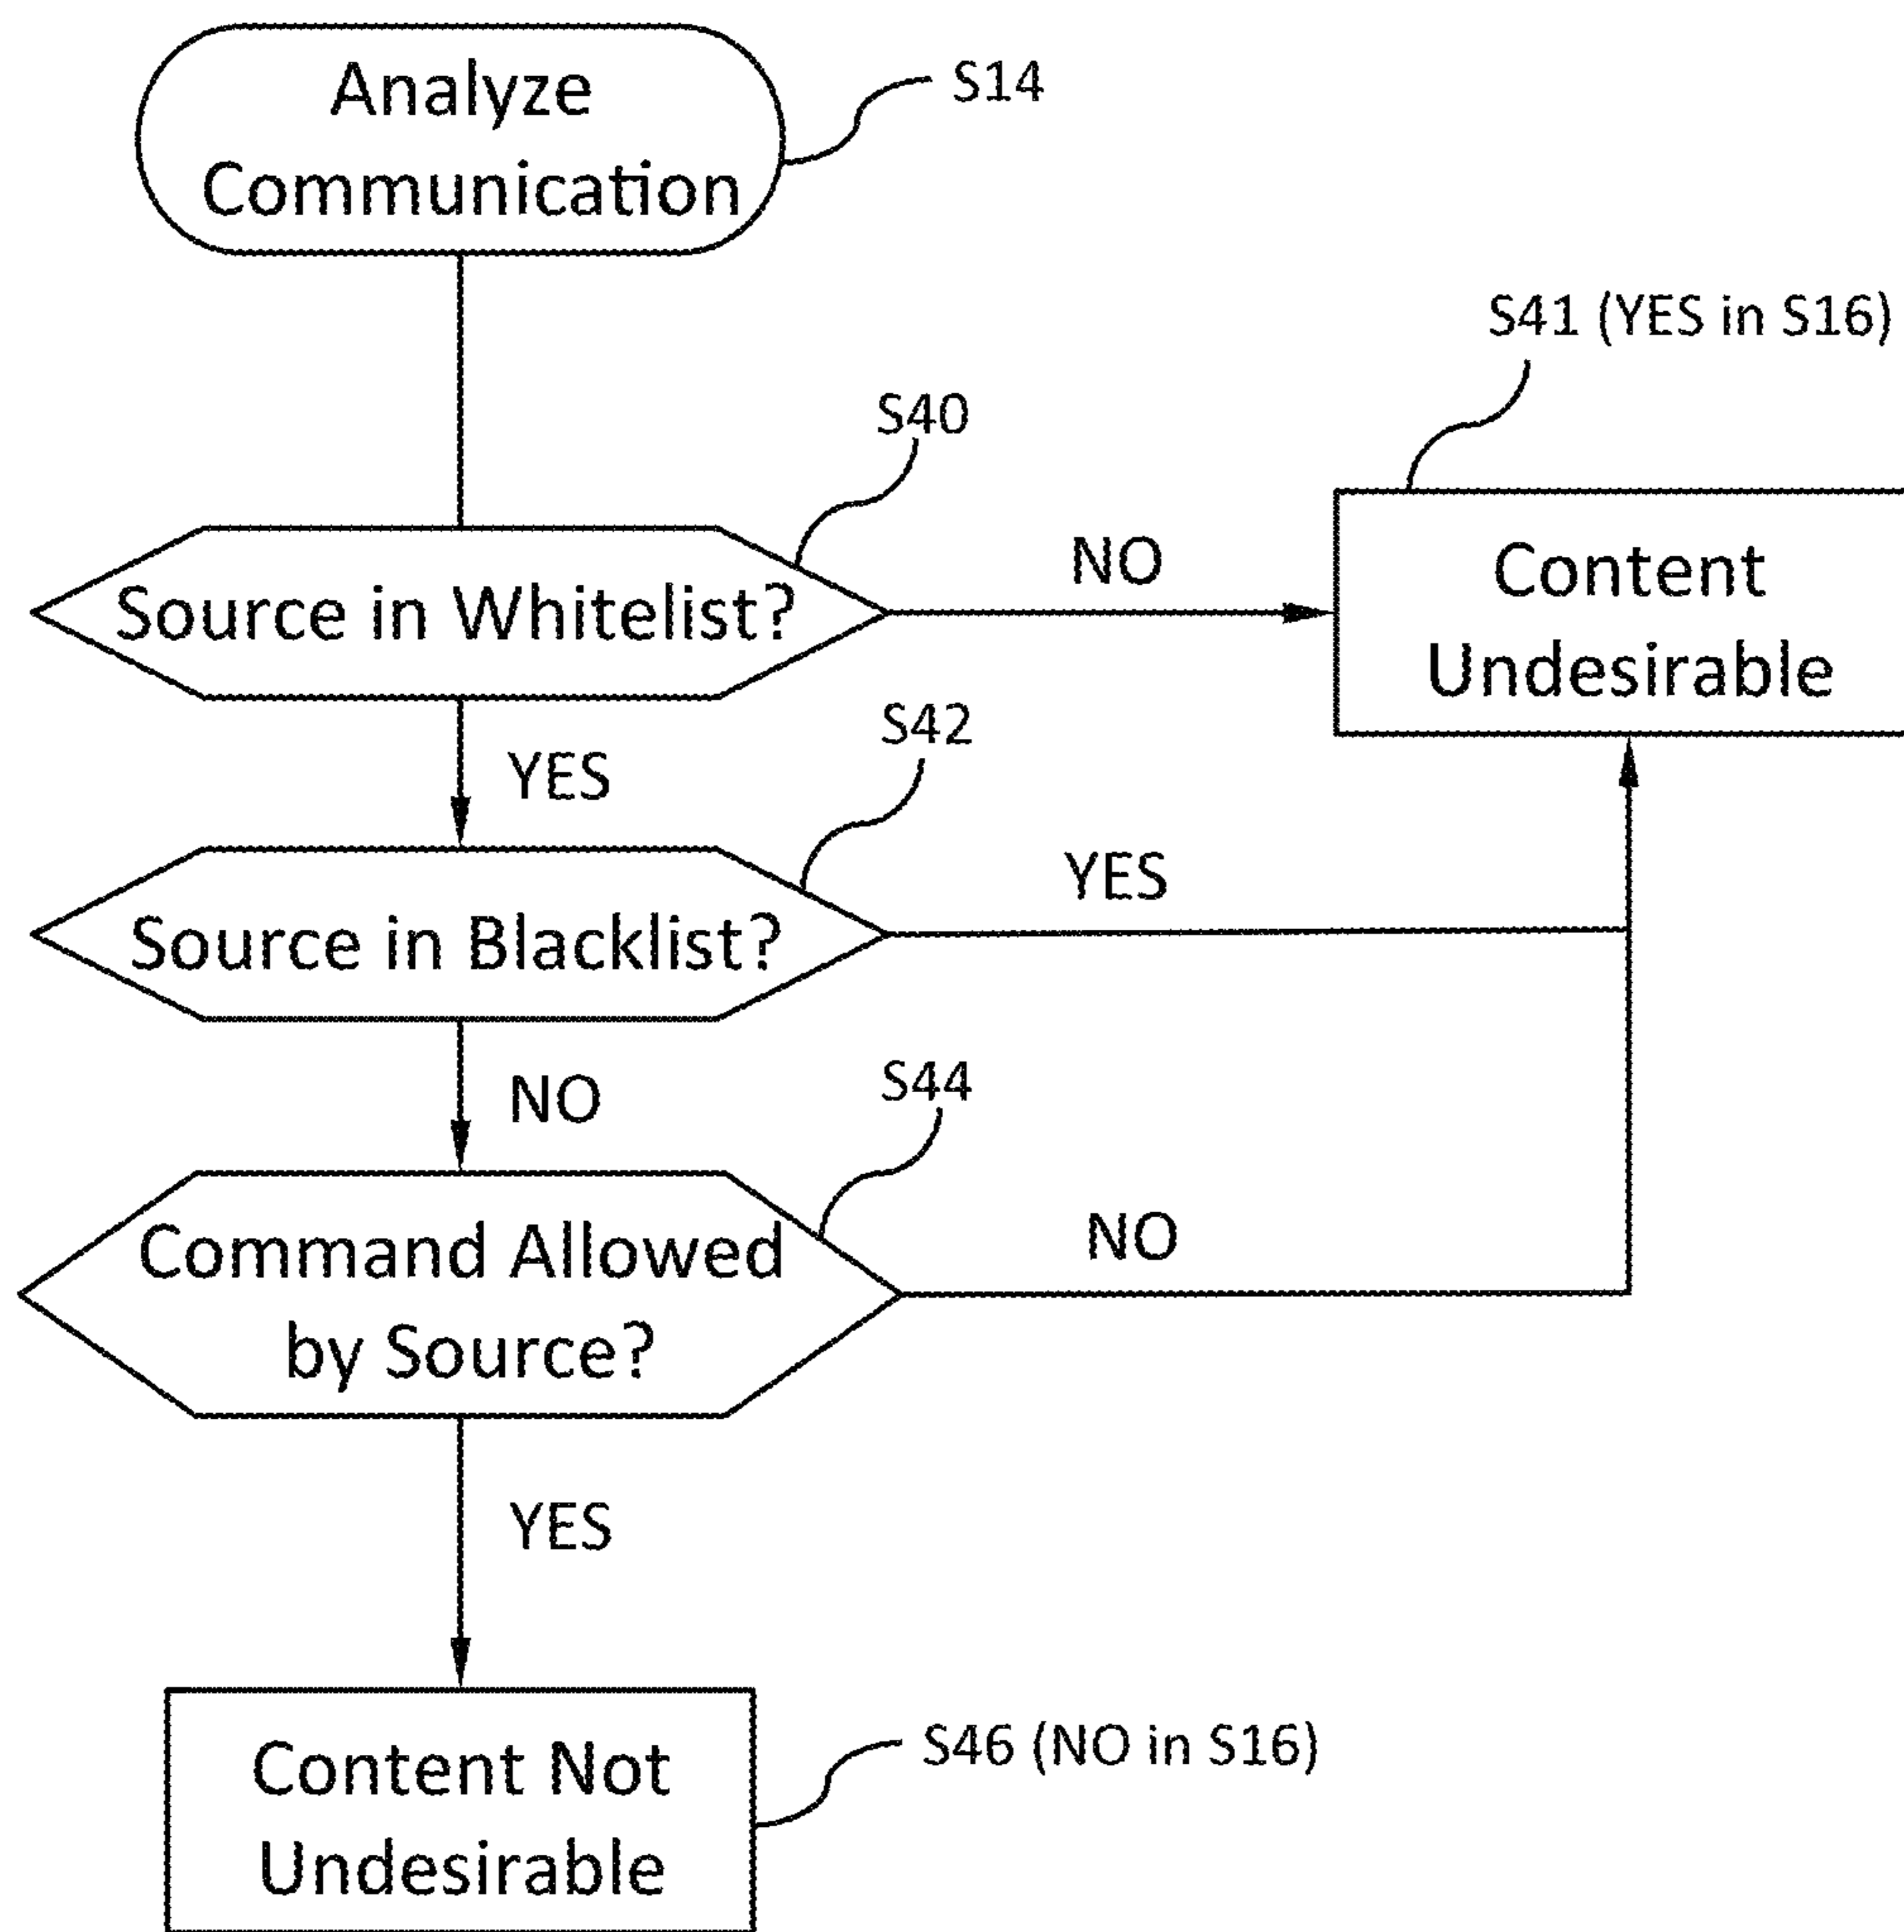 Analyze
Communication
S14
S41 (YES in S16)
S40
Source in Whitelist?
NO
Content
Undesirable
YES
S42
Source in Blacklist?
YES
NO
S44
Command Allowed
by Source?
NO
YES
Content Not
Undesirable
S46 (NO in S16)